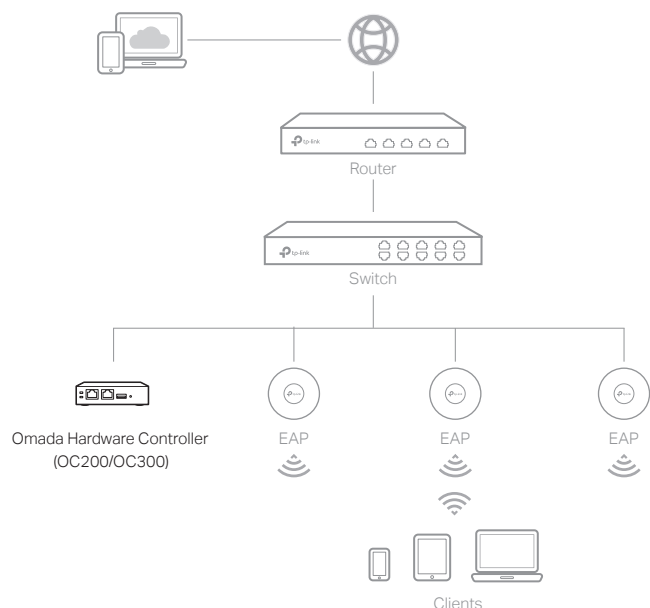 tp-link
Router
tp-link
Switch
Omada Hardware Controller
(OC200/OC300)
EAP
EAP
EAP
Clients